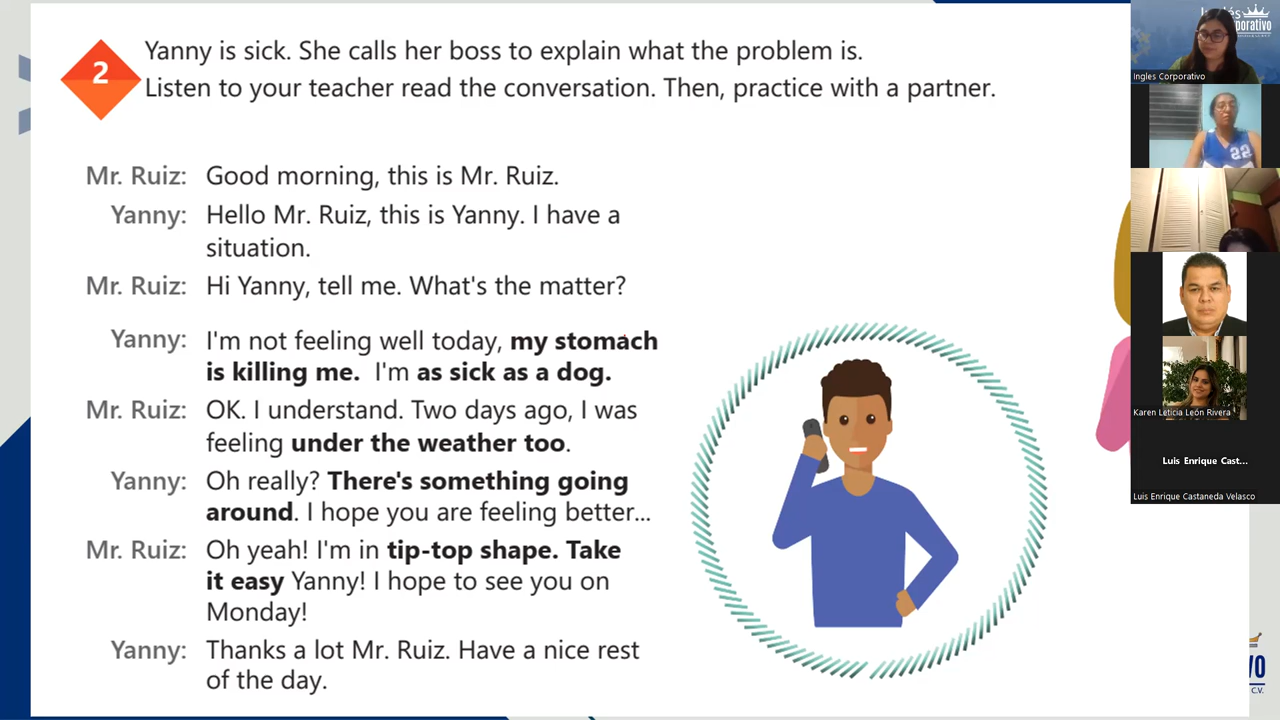 2
Yanny is sick. She calls her boss to explain what the problem is.
Listen to your teacher read the conversation. Then, practice with a partner.
Mr. Ruiz: Good morning, this is Mr. Ruiz.
Yanny: Hello Mr. Ruiz, this is Yanny. I have a
situation.
Mr. Ruiz: Hi Yanny, tell me. What's the matter?
Yanny: I'm not feeling well today, my stomach
is killing me. I'm as sick as a dog.
Mr. Ruiz: OK. I understand. Two days ago, I was
feeling under the weather too.
Yanny: Oh really? There's something going
around. I hope you are feeling better...
Mr. Ruiz: Oh yeah! I'm in tip-top shape. Take
it easy Yanny! I hope to see you on
Monday!
Yanny: Thanks a lot Mr. Ruiz. Have a nice rest
of the day.
Ingles Corporativo
22
Karen Leticia León Rivera
Luis Enrique Cast...
Luis Enrique Castaneda Velasco
C.V.